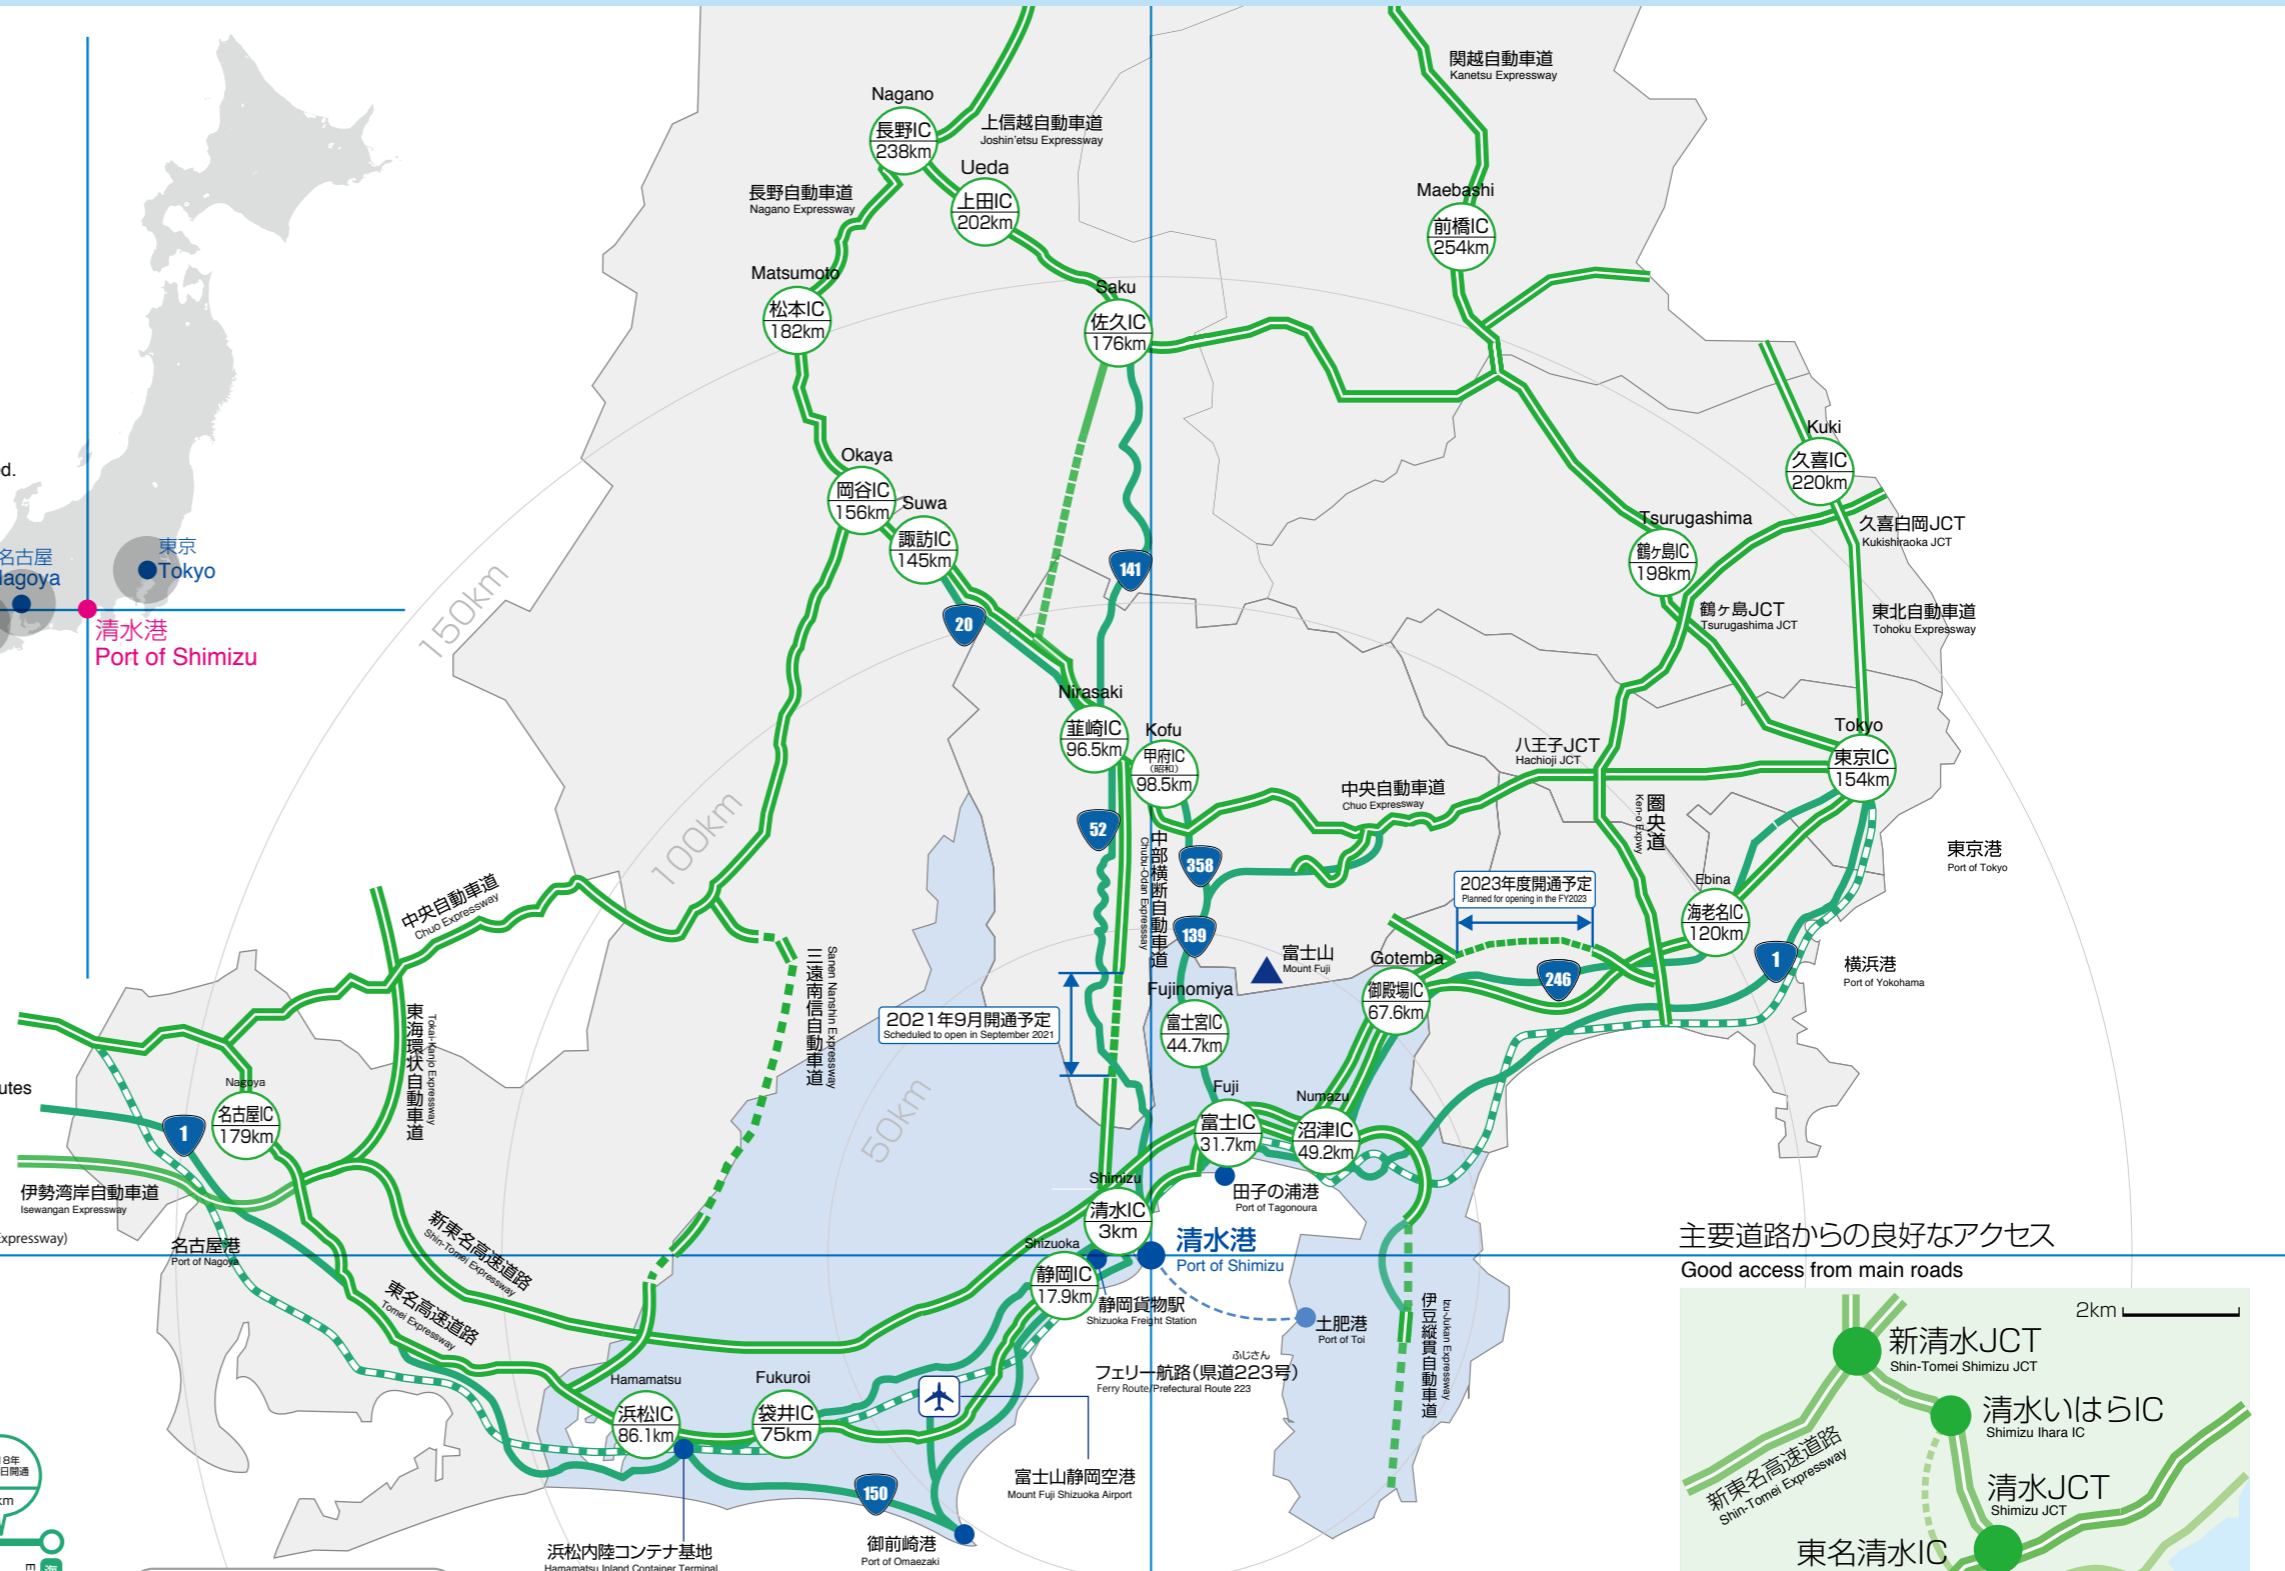 関越自動車道
Kanetsu Expressway
Nagano
長野IC
238km
上信越自動車道
Joshin'etsu Expressway
Ueda
上田IC
202km
長野自動車道
Nagano Expressway
Maebashi
前橋IC
254km
Matsumoto
松本IC
182km
Saku
佐久IC
176km
Kuki
久喜IC
220km
Okaya
岡谷IC
156km
Suwa
諏訪IC
145km
ed.
名古屋
Nagoya
東京
Tokyo
清水港
Port of Shimizu
150km
141
20
Tsurugashima
鶴ヶ島IC
198km
久喜白岡JCT
Kukishiraoka JCT
鶴ヶ島JCT
Tsurugashima JCT
東北自動車道
Tohoku Expressway
Nirasaki
韮崎IC
96.5km
Kofu
甲府IC
(昭和)
98.5km
八王子JCT
Hachioji JCT
Tokyo
東京IC
154km
中央自動車道
Chuo Expressway
圏央道
Ken-o Expwy
100km
52
358
中部横断自動車道
Chubu-Odan Expressway
139
東京港
Port of Tokyo
2023年度開通予定
Planned for opening in the FY2023
Ebina
海老名IC
120km
中央自動車道
Chuo Expressway
三遠南信自動車道
Sanen Nanshin Expressway
富士山
Mount Fuji
Gotemba
御殿場IC
67.6km
246
1
横浜港
Port of Yokohama
Fujinomiya
富士宮IC
44.7km
2021年9月開通予定
Scheduled to open in September 2021
東海環状自動車道
Tokai-Kanjo Expressway
utes
Nagoya
名古屋IC
179km
1
50km
Fuji
富士IC
31.7km
Numazu
沼津IC
49.2km
伊勢湾岸自動車道
Isewangan Expressway
Expressway)
Shimizu
清水IC
3km
田子の浦港
Port of Tagonoura
名古屋港
Port of Nagoya
新東名高速道路
Shin-Tomei Expressway
Shizuoka
静岡IC
17.9km
清水港
Port of Shimizu
静岡貨物駅
Shizuoka Freight Station
土肥港
Port of Toi
東名高速道路
Tomei Expressway
伊豆縦貫自動車道
Izu-Jukan Expressway
ふじさん
フェリー航路(県道223号)
Ferry Route/Prefectural Route 223
Hamamatsu
浜松IC
86.1km
Fukuroi
袋井IC
75km
富士山静岡空港
Mount Fuji Shizuoka Airport
150
御前崎港
Port of Omaezaki
浜松内陸コンテナ基地
Hamamatsu Inland Container Terminal
18年
日開通
km
主要道路からの良好なアクセス
Good access from main roads
2km
新清水JCT
Shin-Tomei Shimizu JCT
清水いはらIC
Shimizu Ihara IC
新東名高速道路
Shin-Tomei Expressway
清水JCT
Shimizu JCT
東名清水IC